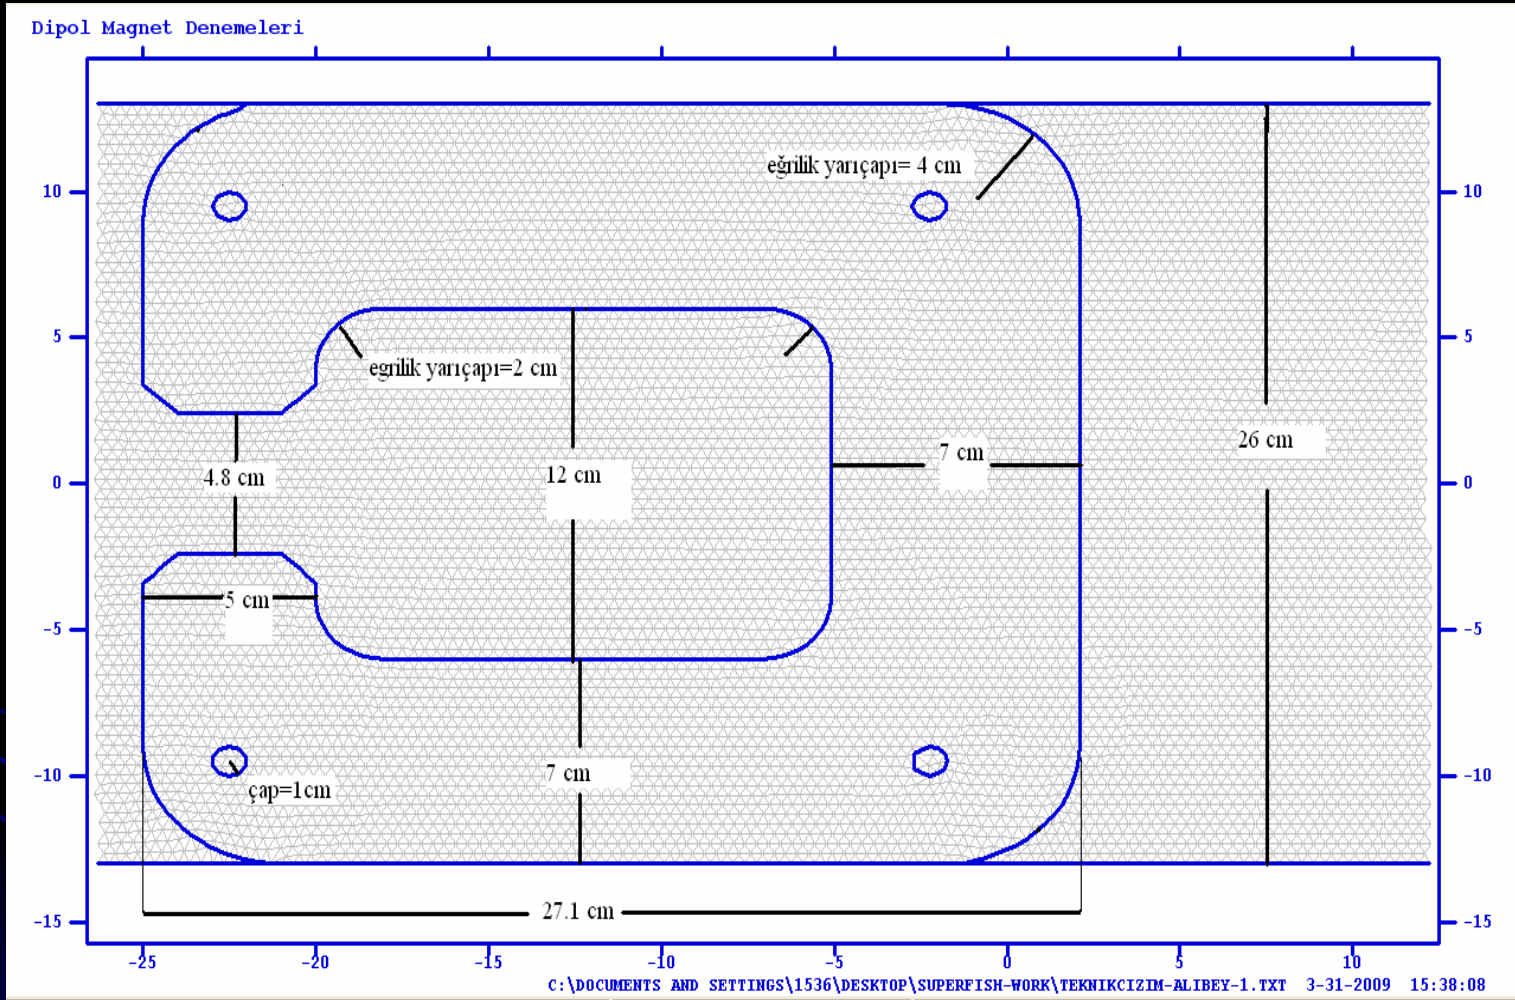 Dipol Magnet Denemeleri
eğrilik yarıçapı= 4 cm
10
10
5
5
egrilik yarıçapı=2 cm
26 cm
7 cm
4.8 cm
12 cm
0
0
5 cm
-5
-5
7 cm
-10
-10
çap=1cm
27.1 cm
-15
-15
-25 -20 -15 -10 -5 0 5 10
C:\DOCUMENTS AND SETTINGS\1536\DESKTOP\SUPERFISH-WORK\TEKNIKCIZIM-ALIBEY-1.TXT 3-31-2009 15:38:08